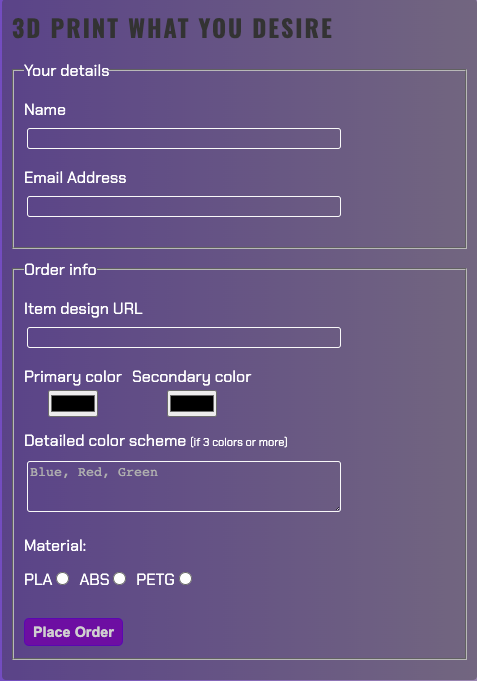 3D PRINT WHAT YOU DESIRE
Your details
Name
Email Address
Order info
Item design URL
Primary color Secondary color
Detailed color scheme (if 3 colors or more)
Blue, Red, Green
Material:
PLA ABS PETG
Place Order